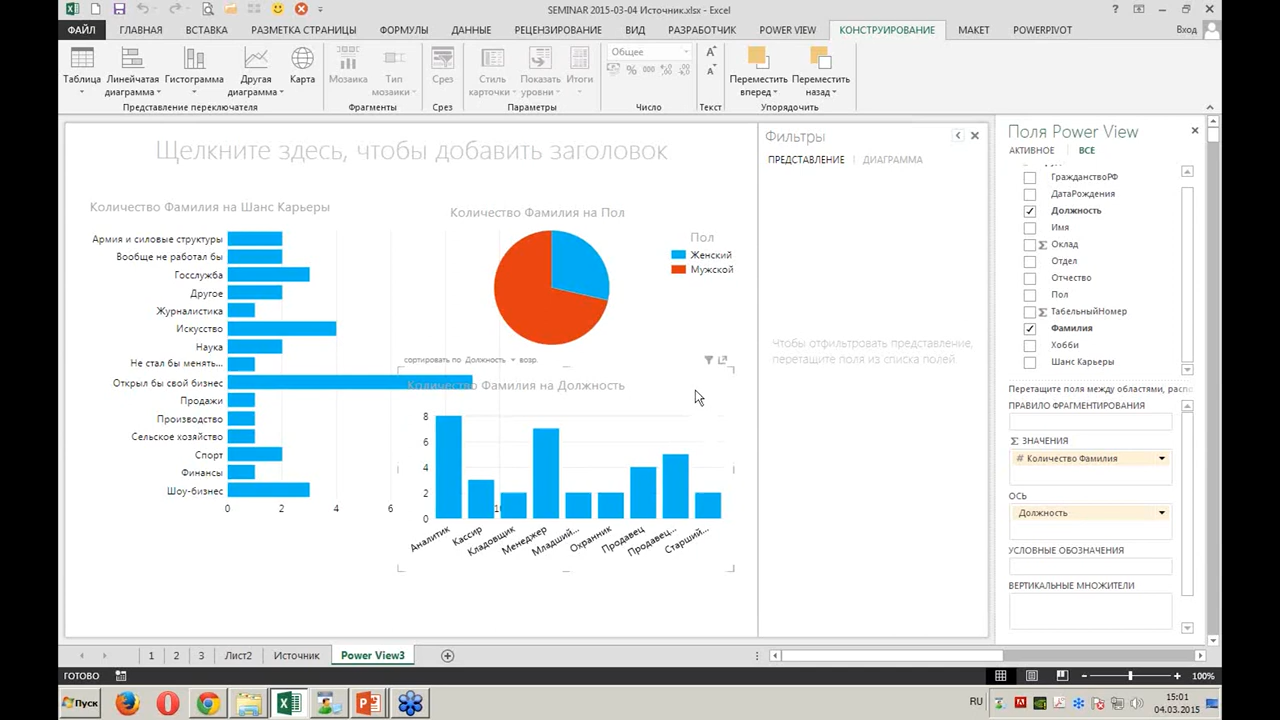 SEMINAR 2015-03-04 Источник.xlsx - Excel
ФАЙЛ ГЛАВНАЯ ВСТАВКА РАЗМЕТКА СТРАНИЦЫ ФОРМУЛЫ ДАННЫЕ РЕЦЕНЗИРОВАНИЕ ВИД РАЗРАБОТЧИК POWER VIEW КОНСТРУИРОВАНИЕ МАКЕТ POWERPIVOT Вход
Таблица
Линейчатая диаграмма
Гистограмма
Другая диаграмма
Карта
Мозаика
Тип мозаики
Срез
Стиль карточки
Показать уровни
Итоги
Общее
% 000
Переместить вперед
Переместить назад
Представление переключателя Фрагменты Срез Параметры Число Текст Упорядочить
Щелкните здесь, чтобы добавить заголовок
Количество Фамилия на Шанс Карьеры
Армия и силовые структуры
Вообще не работал бы
Госслужба
Другое
Журналистика
Искусство
Наука
Не стал бы менять...
Открыл бы свой бизнес
Продажи
Производство
Сельское хозяйство
Спорт
Финансы
Шоу-бизнес
0 2 4 6
Количество Фамилия на Пол
Пол
Женский
Мужской
сортировать по Должность возр.
Количество Фамилия на Должность
8
6
4
2
0
Аналитик Кассир Кладовщик Менеджер Младший... Охранник Продавец Продавец... Старший...
Фильтры
ПРЕДСТАВЛЕНИЕ ДИАГРАММА
Чтобы отфильтровать представление,
перетащите поля из списка полей.
Поля Power View
АКТИВНОЕ ВСЕ
ГражданствоРФ
ДатаРождения
Должность
Имя
Σ Оклад
Отдел
Отчество
Пол
Σ ТабельныйНомер
Фамилия
Хобби
Σ Шанс Карьеры
Перетащите поля между областями, распо
ПРАВИЛО ФРАГМЕНТИРОВАНИЯ
Σ ЗНАЧЕНИЯ
# Количество Фамилия
ОСЬ
Должность
УСЛОВНЫЕ ОБОЗНАЧЕНИЯ
ВЕРТИКАЛЬНЫЕ МНОЖИТЕЛИ
1 2 3 Лист2 Источник Power View3
ГОТОВО
100%
Пуск
RU
15:01
04.03.2015